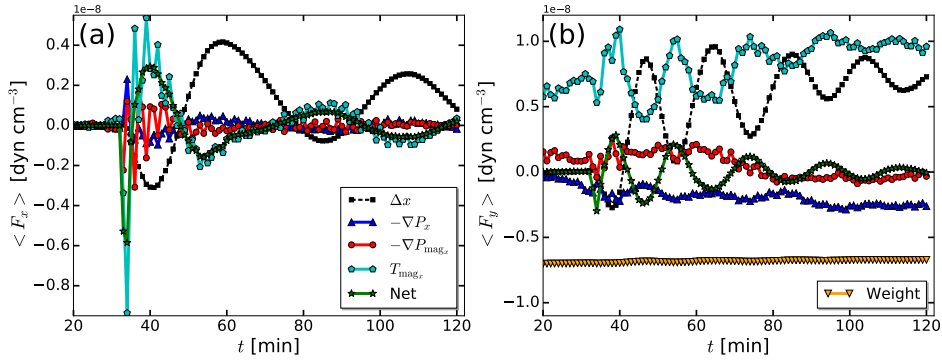 1e−8
(a)
0.4
0.2
0.0
−0.2
−0.4
−0.6
−0.8
< F_x > [dyn cm⁻³]
Δx
−∇P_x
−∇P_mag_x
T_mag_x
Net
20 40 60 80 100 120
t [min]
1e−8
(b)
1.0
0.5
0.0
−0.5
−1.0
< F_y > [dyn cm⁻³]
Weight
20 40 60 80 100 120
t [min]